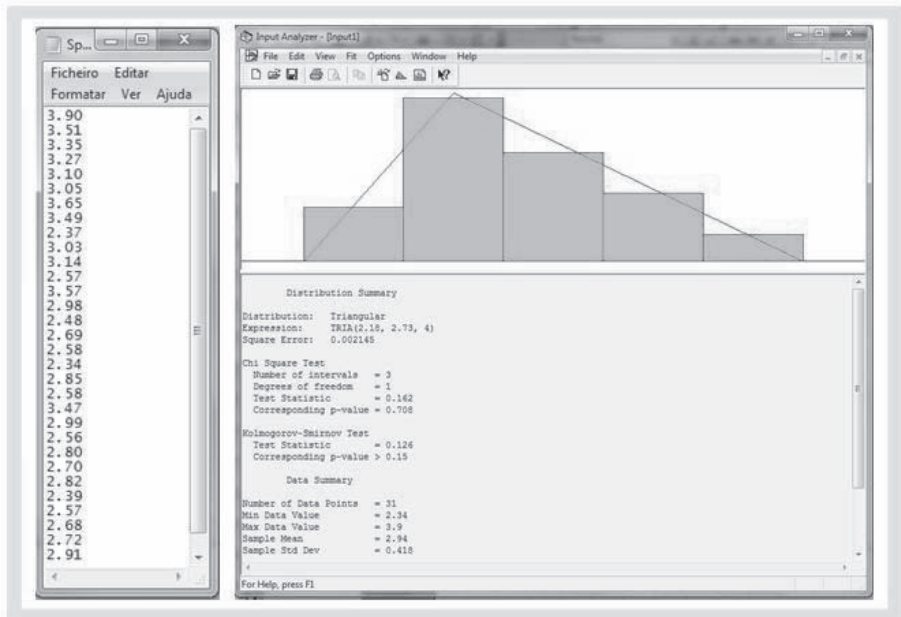 Sp...
Ficheiro Editar
Formatar Ver Ajuda
3.90
3.51
3.35
3.27
3.10
3.05
3.65
3.49
2.37
3.03
3.14
2.57
3.57
2.98
2.48
2.69
2.58
2.34
2.85
2.58
3.47
2.99
2.56
2.80
2.70
2.82
2.39
2.57
2.68
2.72
2.91
Input Analyzer - [Input1]
File Edit View Fit Options Window Help
Distribution Summary
Distribution: Triangular
Expression: TRIA(2.18, 2.73, 4)
Square Error: 0.002145
Chi Square Test
Number of intervals = 3
Degrees of freedom = 1
Test Statistic = 0.162
Corresponding p-value = 0.708
Kolmogorov-Smirnov Test
Test Statistic = 0.126
Corresponding p-value > 0.15
Data Summary
Number of Data Points = 31
Min Data Value = 2.34
Max Data Value = 3.9
Sample Mean = 2.94
Sample Std Dev = 0.418
For Help, press F1